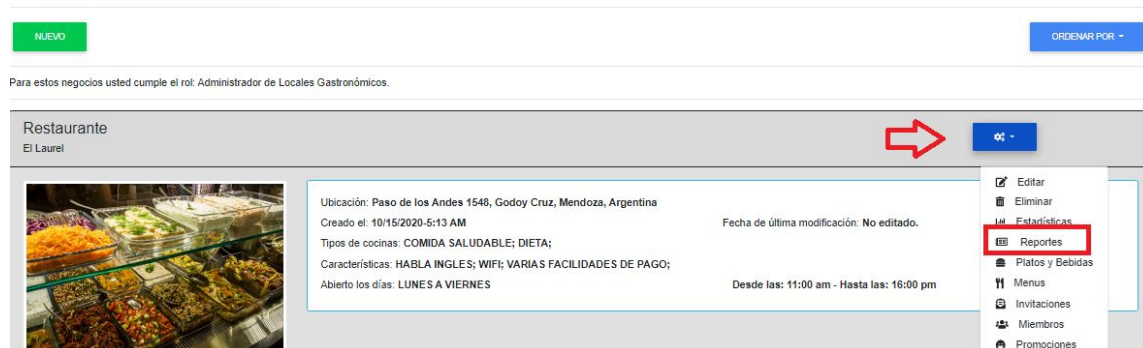 NUEVO
ORDENAR POR
Para estos negocios usted cumple el rol: Administrador de Locales Gastronómicos.
Restaurante
El Laurel
Editar
Eliminar
Estadísticas
Reportes
Platos y Bebidas
Menus
Invitaciones
Miembros
Promociones
Ubicación: Paso de los Andes 1548, Godoy Cruz, Mendoza, Argentina
Creado el: 10/15/2020-5:13 AM Fecha de última modificación: No editado.
Tipos de cocinas: COMIDA SALUDABLE; DIETA;
Características: HABLA INGLES; WIFI; VARIAS FACILIDADES DE PAGO;
Abierto los días: LUNES A VIERNES Desde las: 11:00 am - Hasta las: 16:00 pm